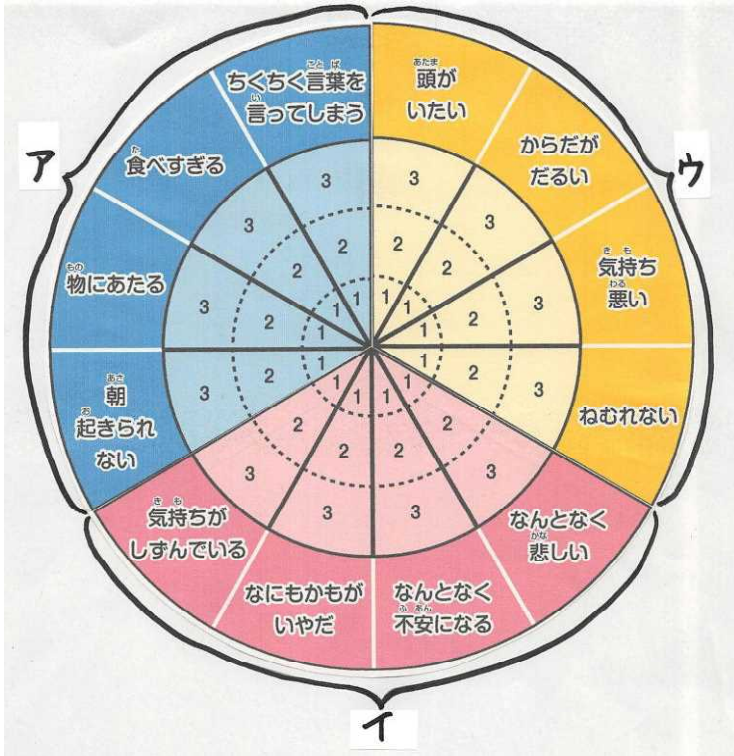 ちくちく言葉を
言ってしまう
食べすぎる
物にあたる
朝
起きられ
ない
頭が
いたい
からだが
だるい
気持ち
悪い
ねむれない
なんとなく
悲しい
なんとなく
不安になる
なにもかもが
いやだ
気持ちが
しずんでいる
ア
ウ
イ
3 3
3 2 2 3
3 2 1 1 1 1 2 3
2 1 1 2
3 2 1 1 2 3
3 2 1 1 1 1 2 3
2 2
3 3